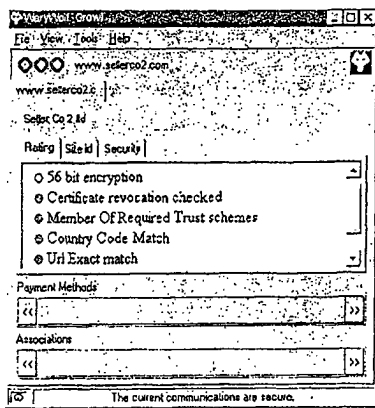 WaryWolf: Growl
File View Tools Help
www.sellerco2.com
www.sellerco2.c
Seller Co 2 ltd
Rating Site Id Security
56 bit encryption
Certificate revocation checked
Member Of Required Trust schemes
Country Code Match
Url Exact match
Payment Methods
<< >>
Associations
<< >>
The current communications are secure.